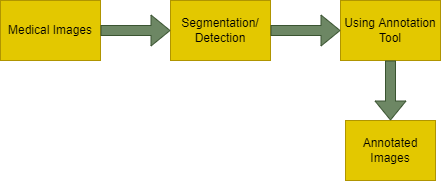 Medical Images
Segmentation/
Detection
Using Annotation
Tool
Annotated
Images